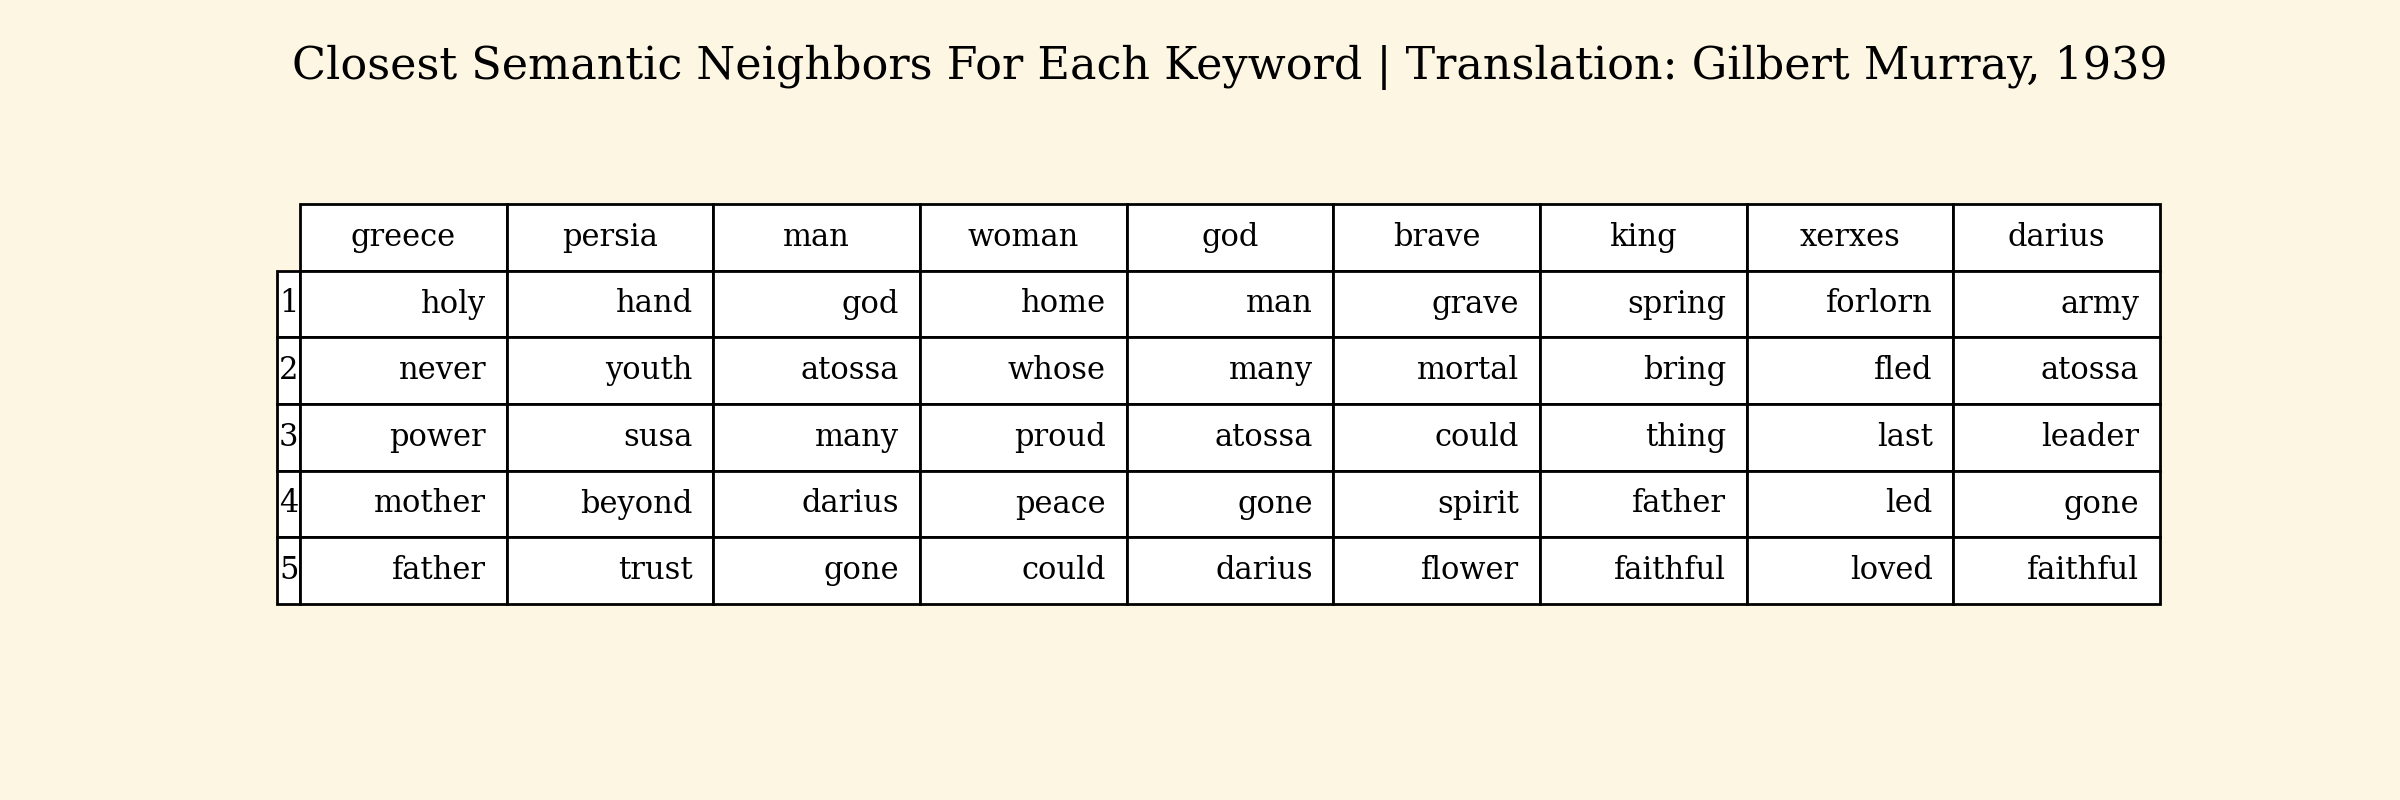 Closest Semantic Neighbors For Each Keyword | Translation: Gilbert Murray, 1939
greece persia man woman god brave king xerxes darius
1 holy hand god home man grave spring forlorn army
2 never youth atossa whose many mortal bring fled atossa
3 power susa many proud atossa could thing last leader
4 mother beyond darius peace gone spirit father led gone
5 father trust gone could darius flower faithful loved faithful